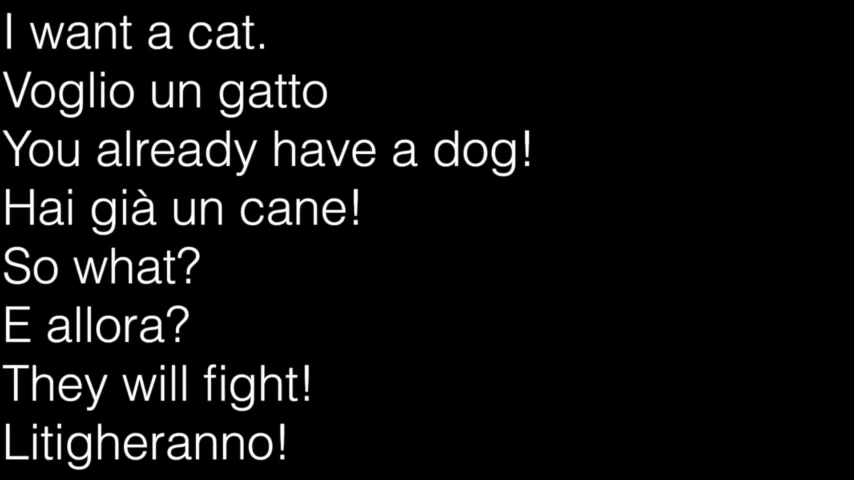 I want a cat.
Voglio un gatto
You already have a dog!
Hai già un cane!
So what?
E allora?
They will fight!
Litigheranno!